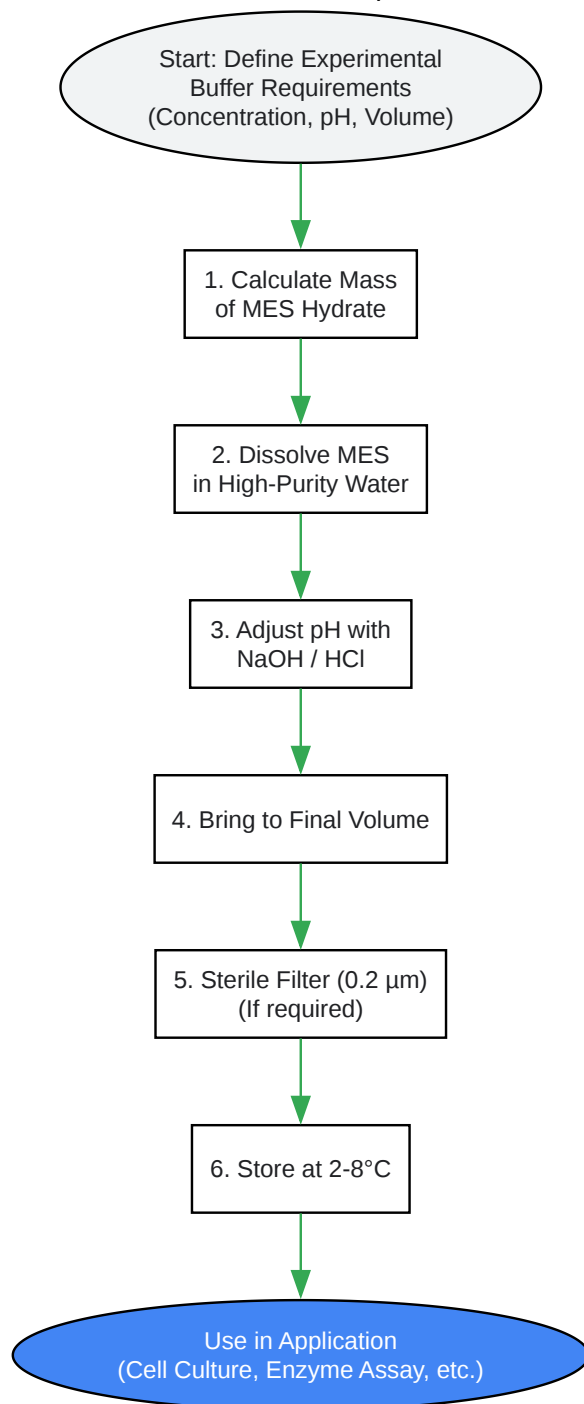 Start: Define Experimental
Buffer Requirements
(Concentration, pH, Volume)
1. Calculate Mass
of MES Hydrate
2. Dissolve MES
in High-Purity Water
3. Adjust pH with
NaOH / HCl
4. Bring to Final Volume
5. Sterile Filter (0.2 µm)
(If required)
6. Store at 2-8°C
Use in Application
(Cell Culture, Enzyme Assay, etc.)